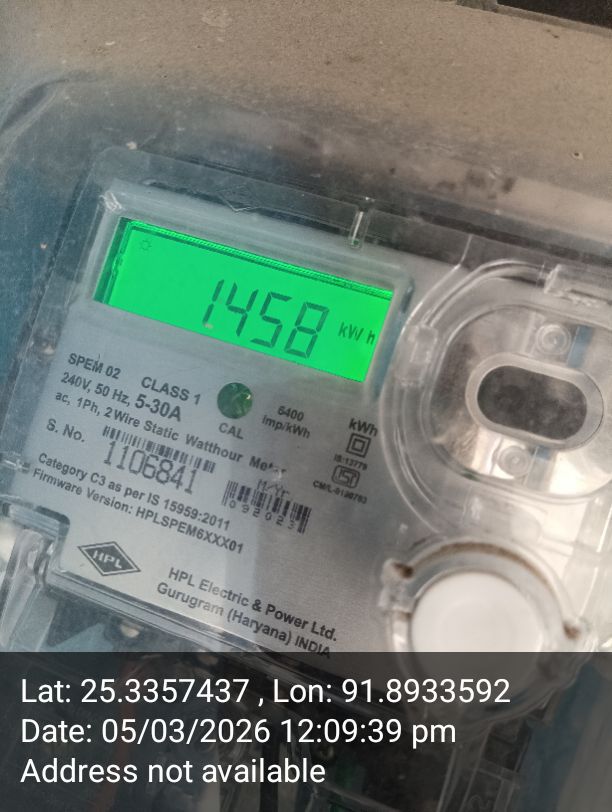 1458 kWh
SPEM 02 CLASS 1
240V, 50 Hz, 5-30A
ac, 1Ph, 2 Wire Static Watthour Meter
CAL
6400
Imp/kWh
kWh
IS:13779
S. No.
1106841
Category C3 as per IS 15959:2011
Firmware Version: HPLSPEM6XXX01
HPL
HPL Electric & Power Ltd.
Gurugram (Haryana) INDIA
Lat: 25.3357437 , Lon: 91.8933592
Date: 05/03/2026 12:09:39 pm
Address not available